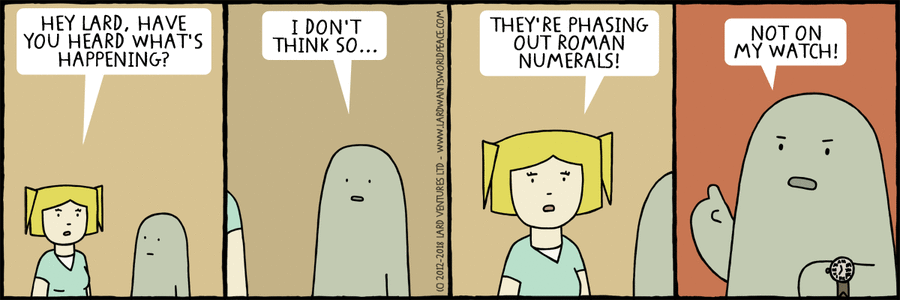 HEY LARD, HAVE
YOU HEARD WHAT'S
HAPPENING?
I DON'T
THINK SO...
(C) 2012-2018 LARD VENTURES LTD - WWW.LARDWANTSWORLDPEACE.COM
THEY'RE PHASING
OUT ROMAN
NUMERALS!
NOT ON
MY WATCH!